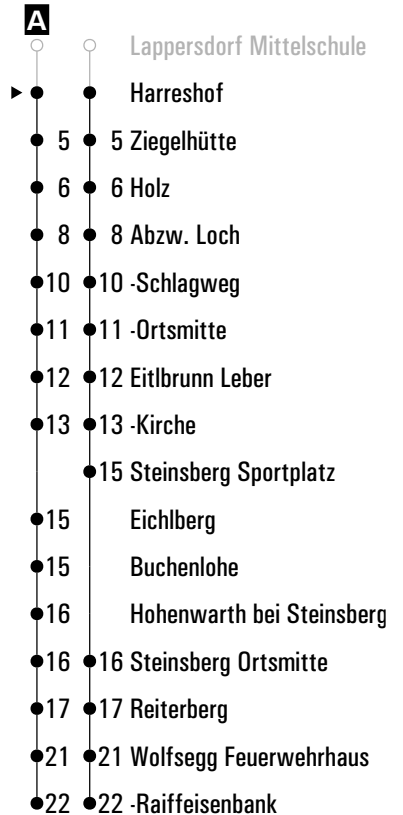 A
Lappersdorf Mittelschule
Harreshof
5 5 Ziegelhütte
6 6 Holz
8 8 Abzw. Loch
10 10 -Schlagweg
11 11 -Ortsmitte
12 12 Eitlbrunn Leber
13 13 -Kirche
15 Steinsberg Sportplatz
15 Eichlberg
15 Buchenlohe
16 Hohenwarth bei Steinsberg
16 16 Steinsberg Ortsmitte
17 17 Reiterberg
21 21 Wolfsegg Feuerwehrhaus
22 22 -Raiffeisenbank